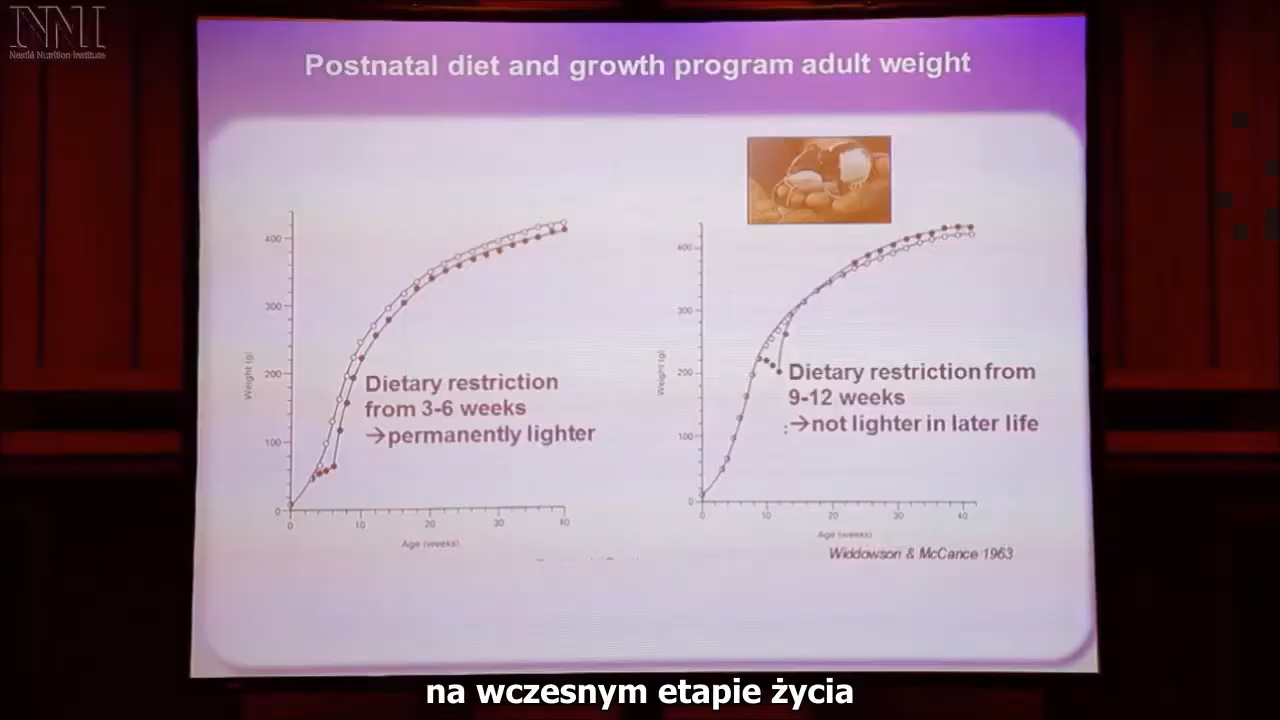 NNI
Nestlé Nutrition Institute
Postnatal diet and growth program adult weight
400
300
200
100
0
Weight (g)
0
10
20
30
40
Age (weeks)
Dietary restriction
from 3-6 weeks
→permanently lighter
400
300
200
100
0
Weight (g)
0
10
20
30
40
Age (weeks)
Dietary restriction from
9-12 weeks
:→not lighter in later life
Widdowson & McCance 1963
na wczesnym etapie życia